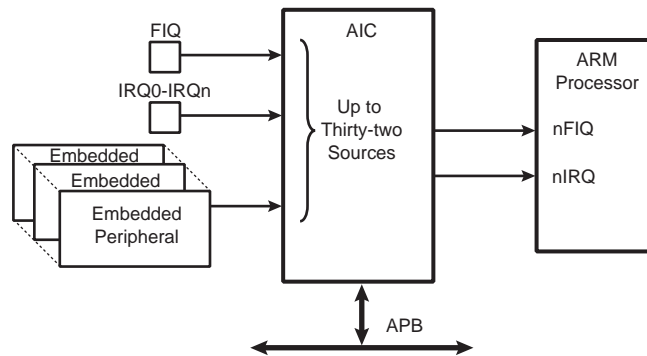 FIQ
IRQ0-IRQn
Embedded
Embedded
Embedded
Peripheral
AIC
Up to
Thirty-two
Sources
ARM
Processor
nFIQ
nIRQ
APB